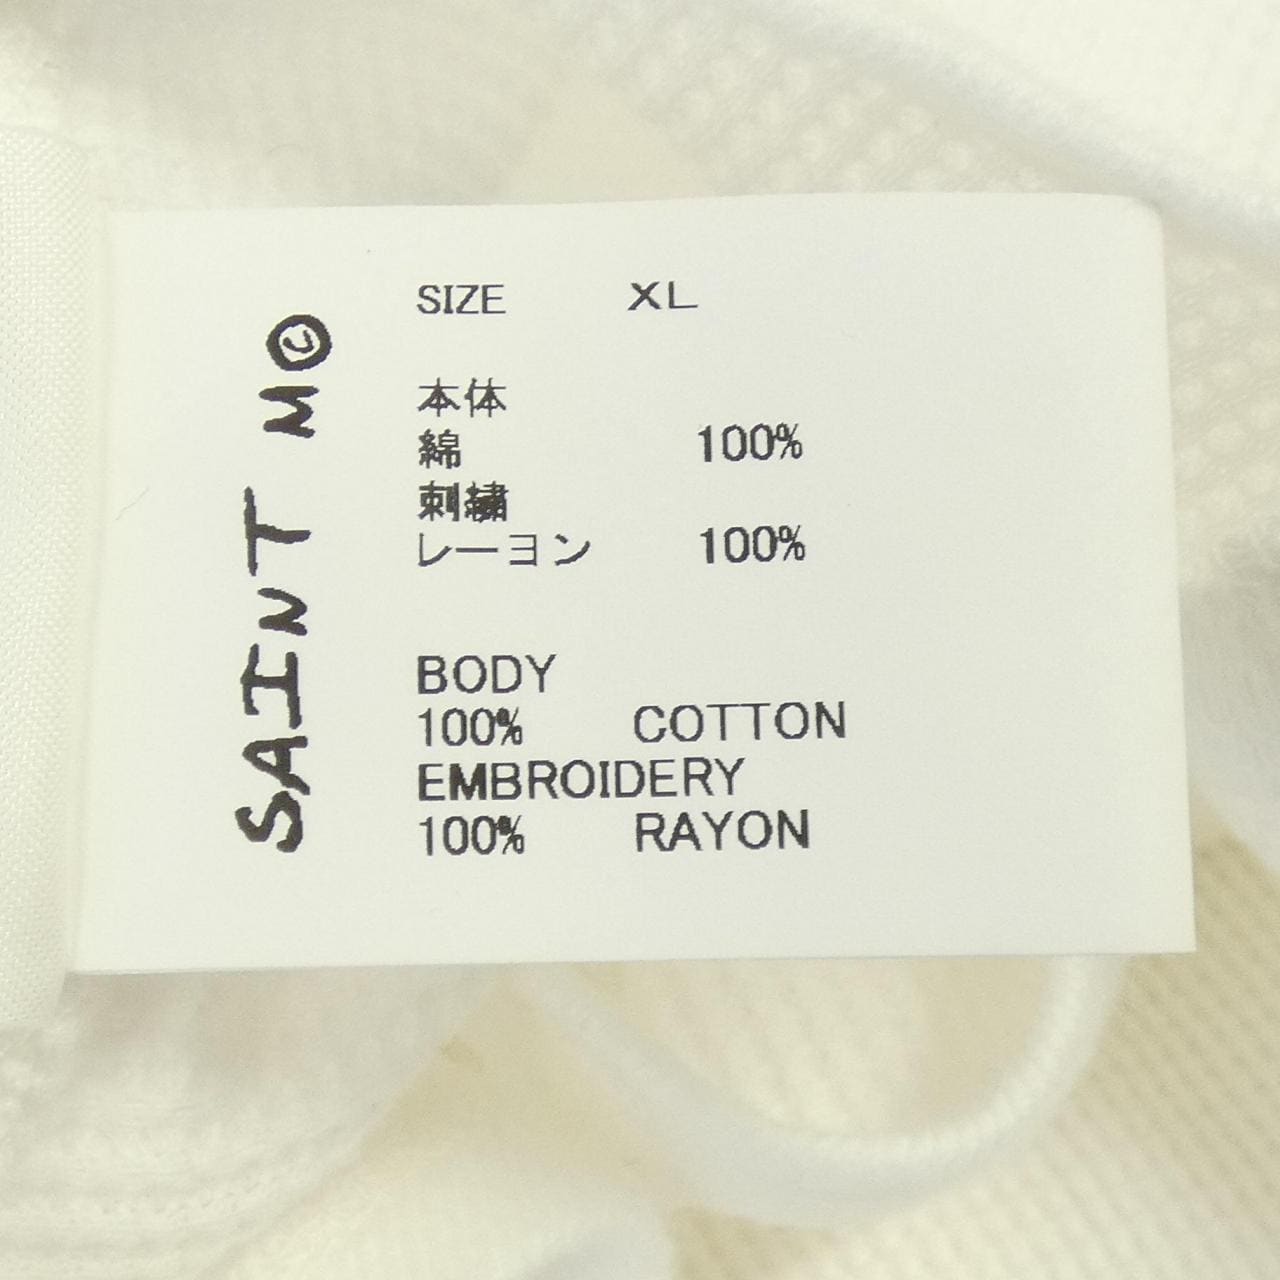 SAINT M©
SIZE XL
本体
綿 100%
刺繍
レーヨン 100%
BODY
100% COTTON
EMBROIDERY
100% RAYON